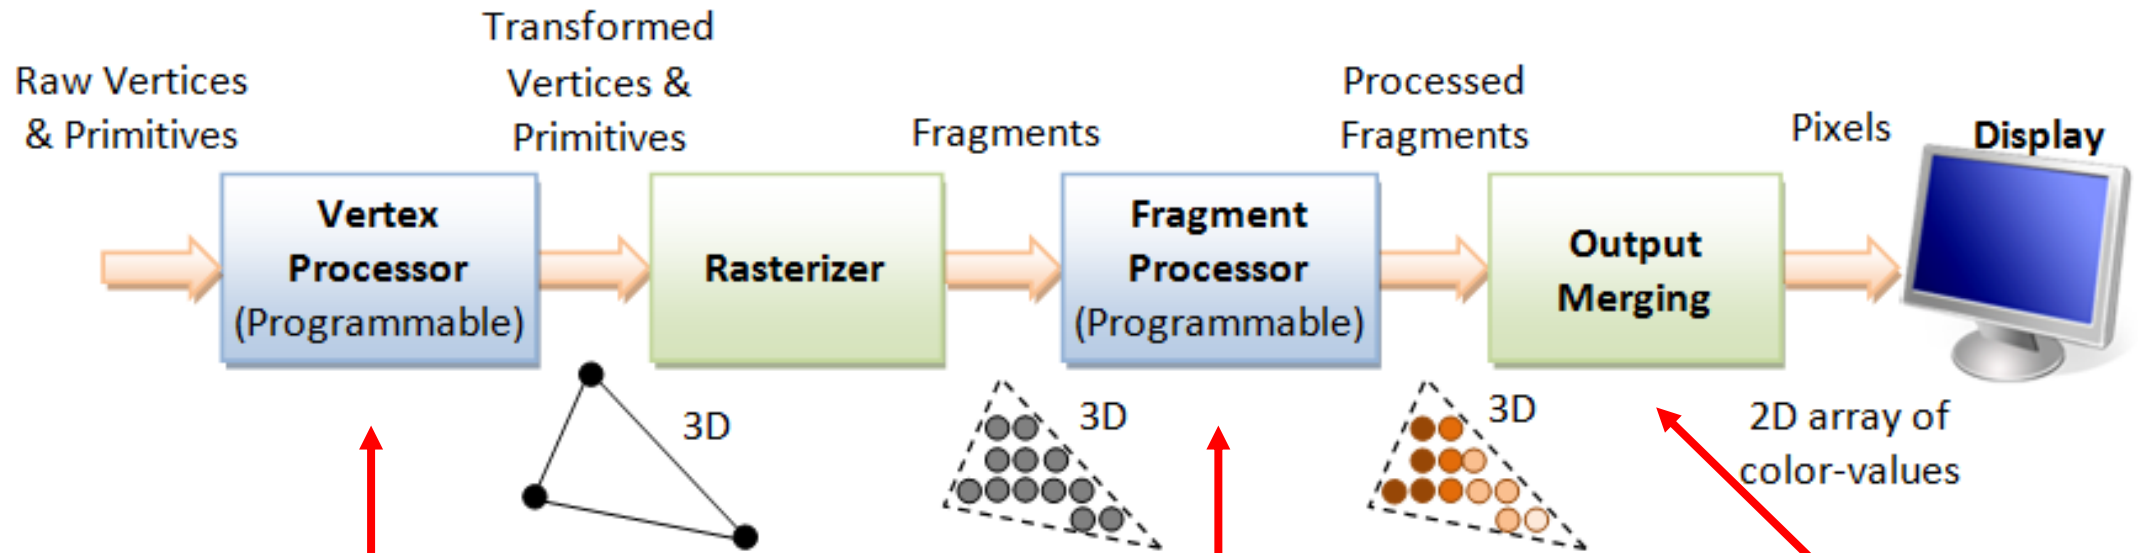 Raw Vertices
& Primitives
Transformed
Vertices &
Primitives
Fragments
Processed
Fragments
Pixels
Display
Vertex
Processor
(Programmable)
Rasterizer
Fragment
Processor
(Programmable)
Output
Merging
3D
3D
3D
2D array of
color-values